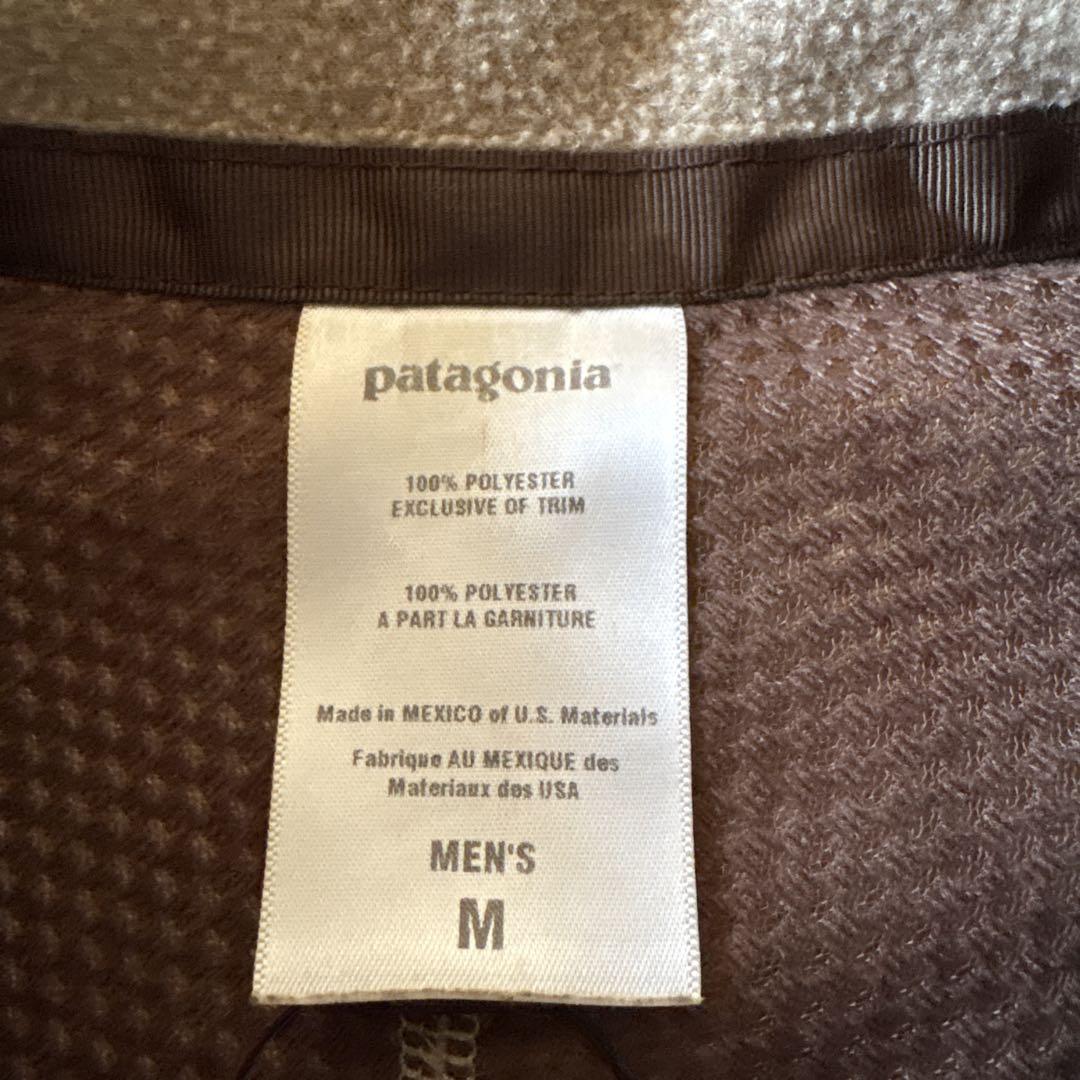 patagonia
100% POLYESTER
EXCLUSIVE OF TRIM
100% POLYESTER
A PART LA GARNITURE
Made in MEXICO of U.S. Materials
Fabrique AU MEXIQUE des
Materiaux des USA
MEN'S
M